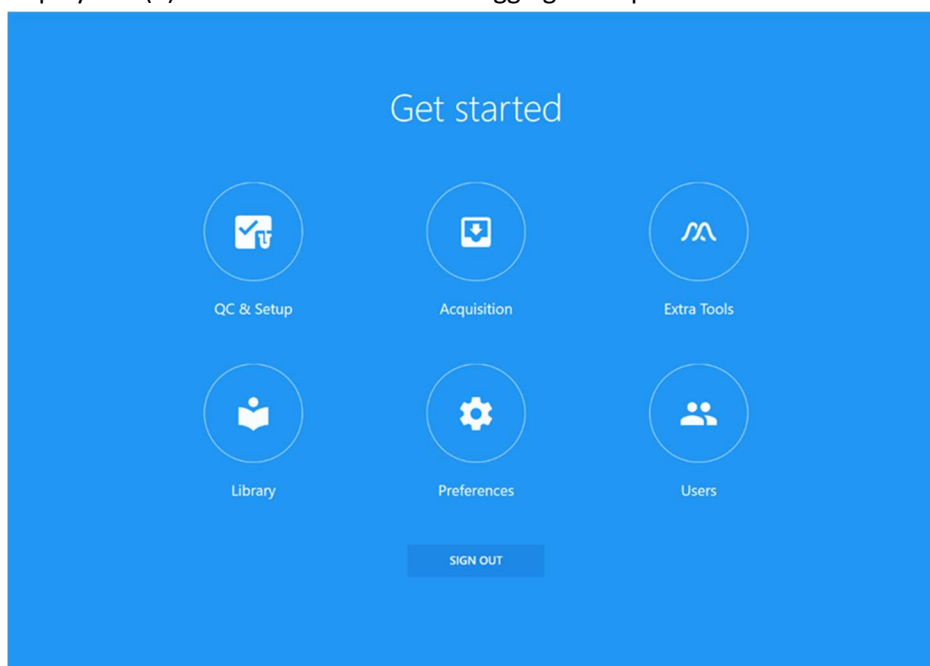 Get started
QC & Setup
Acquisition
Extra Tools
Library
Preferences
Users
SIGN OUT